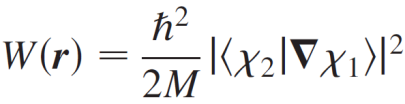 W(r) = ħ²/2M |⟨χ₂|∇χ₁⟩|²